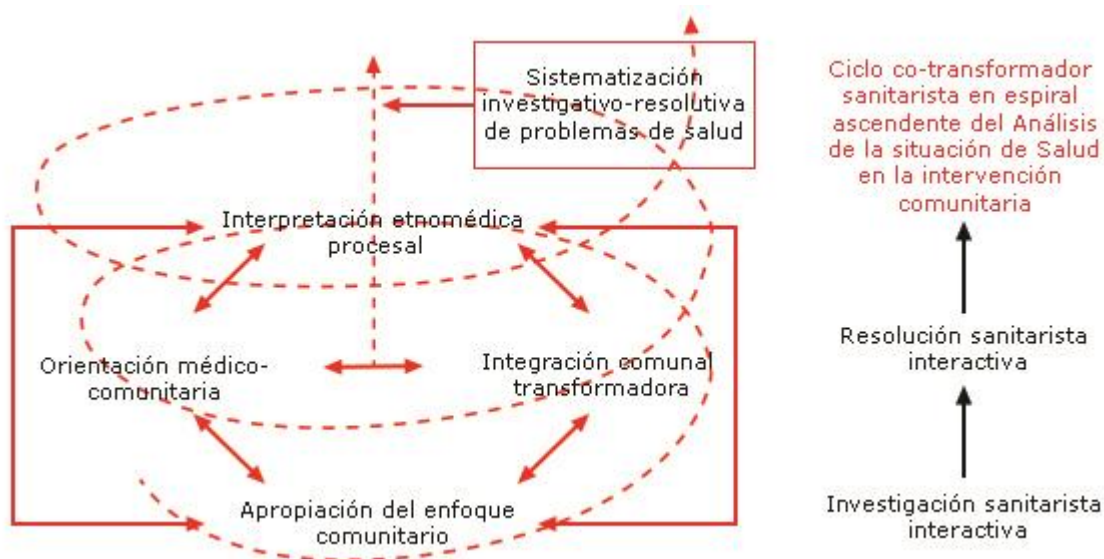 Sistematización
investigativo-resolutiva
de problemas de salud
Interpretación etnomédica
procesal
Orientación médico-
comunitaria
Integración comunal
transformadora
Apropiación del enfoque
comunitario
Ciclo co-transformador
sanitarista en espiral
ascendente del Análisis
de la situación de Salud
en la intervención
comunitaria
Resolución sanitarista
interactiva
Investigación sanitarista
interactiva